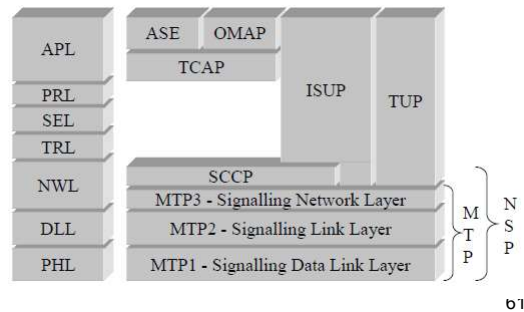 APL
PRL
SEL
TRL
NWL
DLL
PHL
ASE OMAP
TCAP
ISUP
TUP
SCCP
MTP3 - Signalling Network Layer
MTP2 - Signalling Link Layer
MTP1 - Signalling Data Link Layer
M
T
P
N
S
P